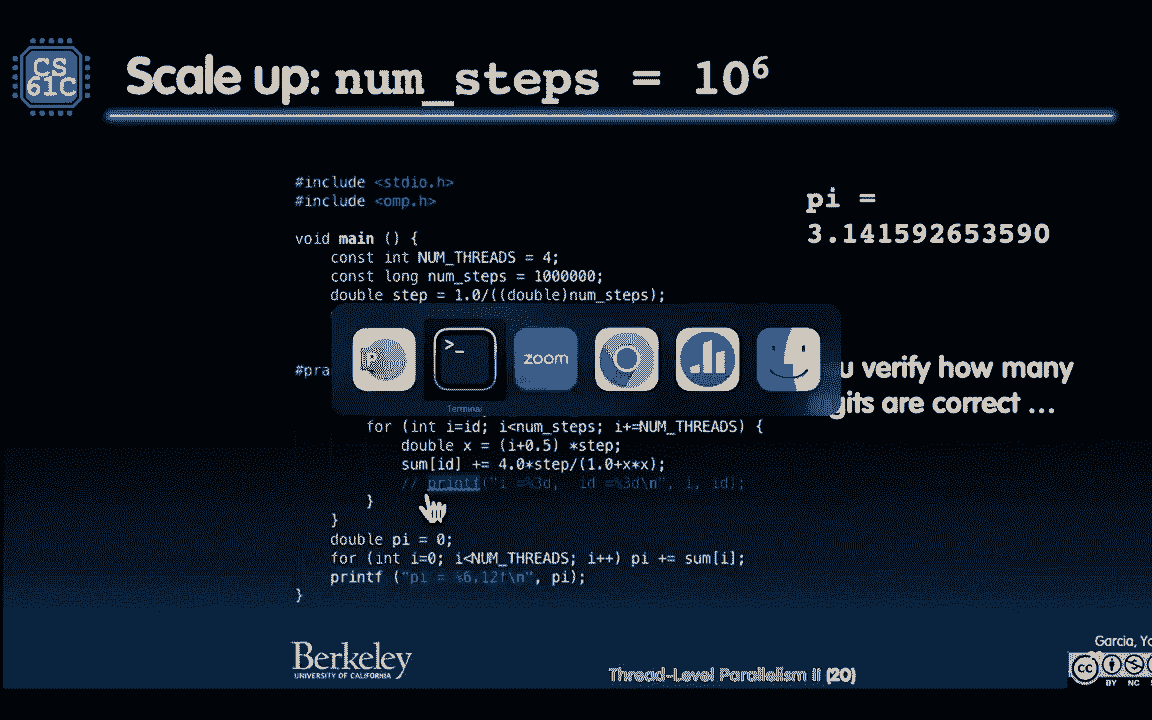 CS
61C
Scale up: num_steps = 10⁶
#include <stdio.h>
#include <omp.h>
void main () {
const int NUM_THREADS = 4;
const long num_steps = 1000000;
double step = 1.0/((double)num_steps);
#pra
for (int i=id; i<num_steps; i+=NUM_THREADS) {
double x = (i+0.5) *step;
sum[id] += 4.0*step/(1.0+x*x);
// printf("i =%3d, id =%3d\n", i, id);
}
}
double pi = 0;
for (int i=0; i<NUM_THREADS; i++) pi += sum[i];
printf ("pi = %6.12f\n", pi);
}
pi =
3.141592653590
u verify how many
gits are correct ...
>_
zoom
Terminal
Berkeley
UNIVERSITY OF CALIFORNIA
Thread-Level Parallelism II (20)
Garcia, Yo
cc
BY NC S